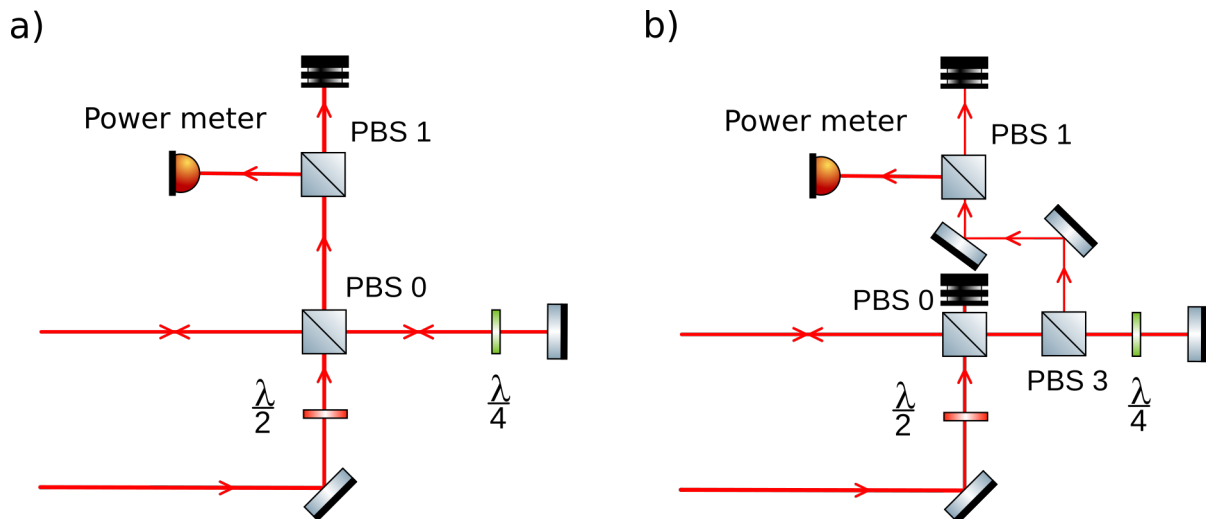 a)
Power meter
PBS 1
PBS 0
λ
2
λ
4
b)
Power meter
PBS 1
PBS 0
PBS 3
λ
2
λ
4